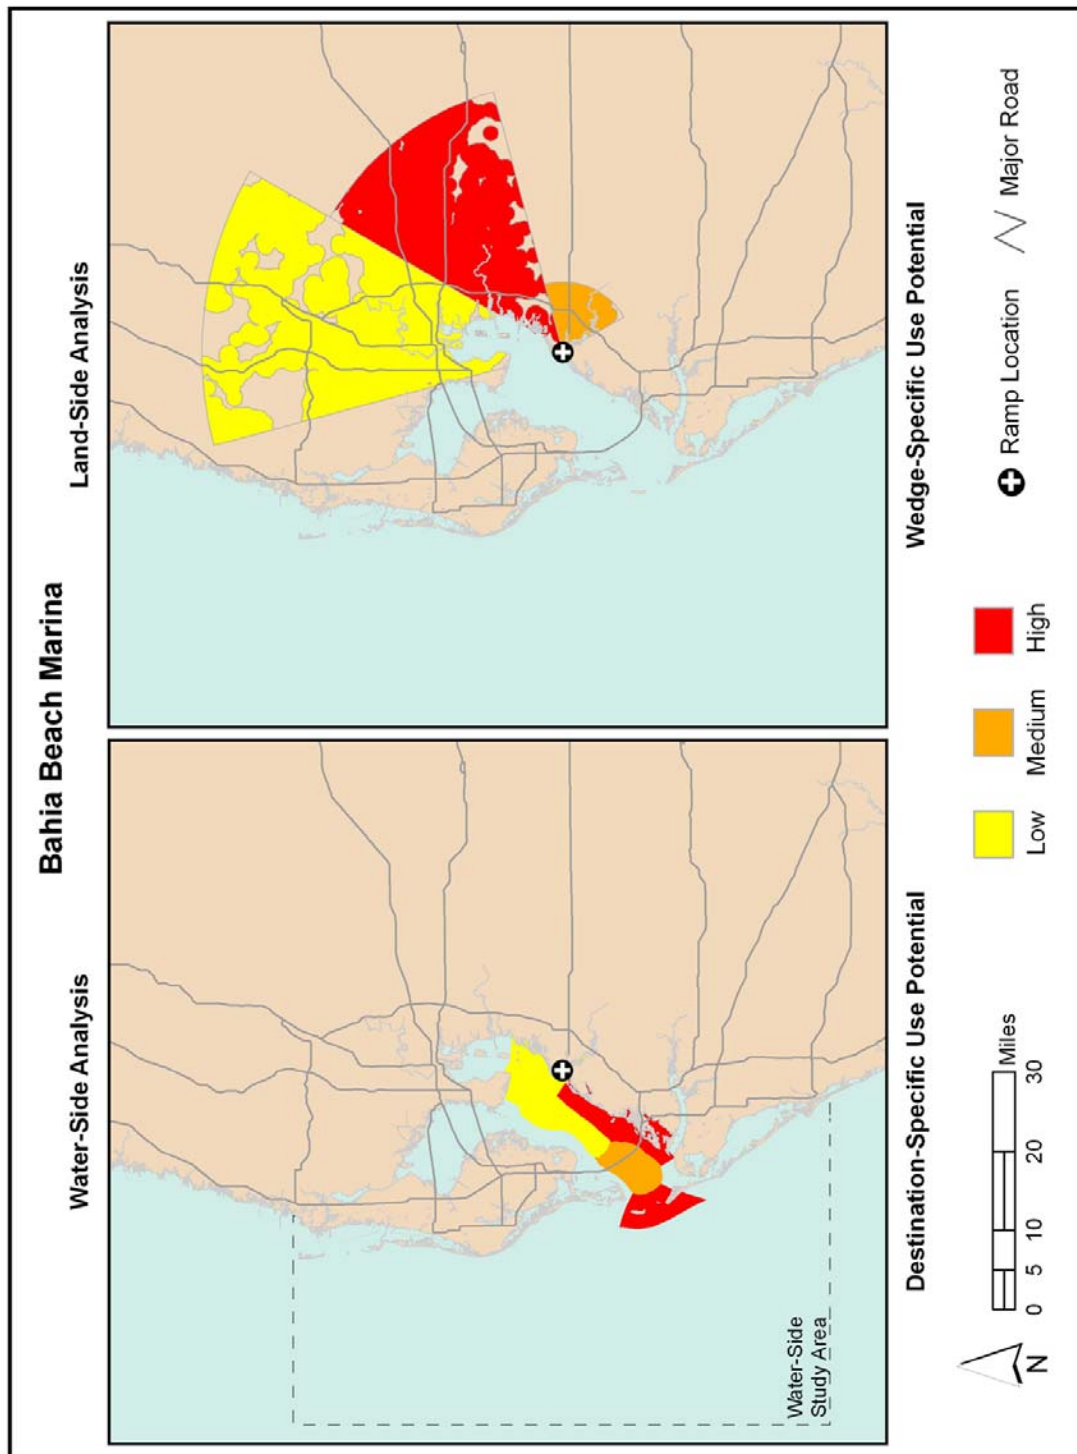 Bahia Beach Marina
Water-Side Analysis
Land-Side Analysis
Water-Side
Study Area
Destination-Specific Use Potential
Wedge-Specific Use Potential
N
0 5 10 20 30
Miles
Low
Medium
High
Ramp Location
Major Road